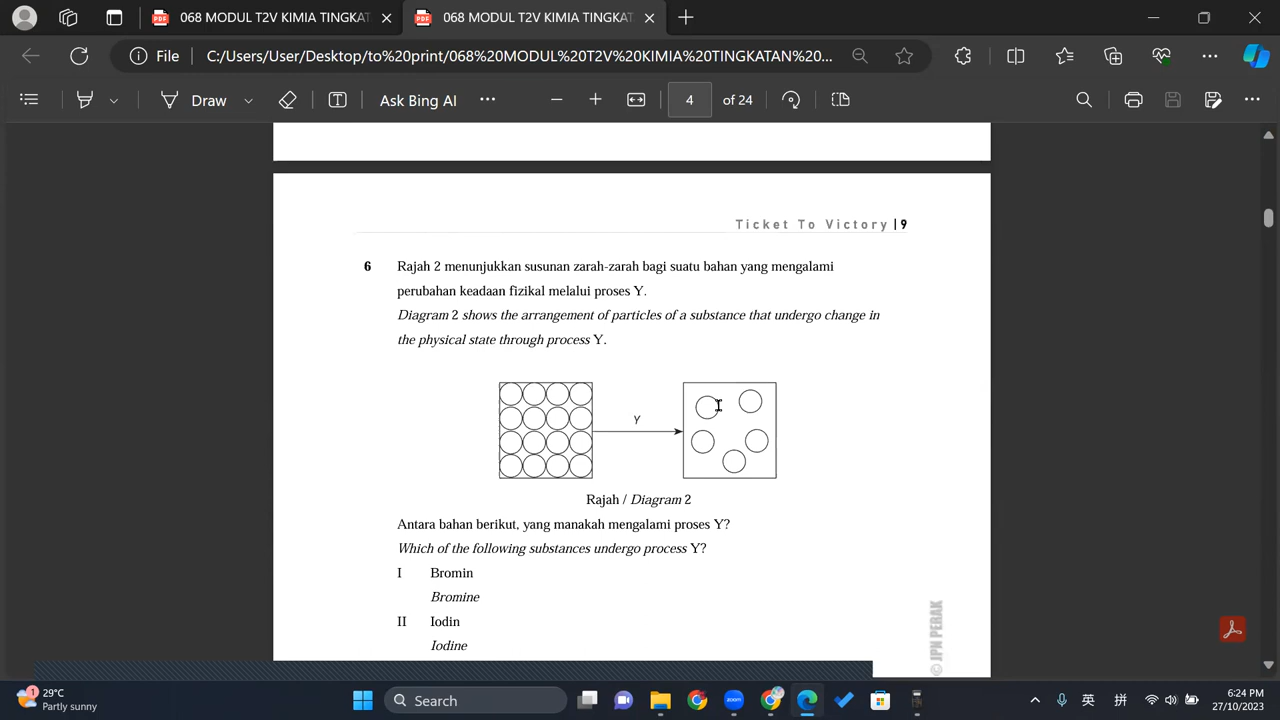 068 MODUL T2V KIMIA TINGKAT
068 MODUL T2V KIMIA TINGKAT
File
C:/Users/User/Desktop/to%20print/068%20MODUL%20T2V%20KIMIA%20TINGKATAN%20...
Draw
Ask Bing AI
4
of 24
Ticket To Victory |9
6 Rajah 2 menunjukkan susunan zarah-zarah bagi suatu bahan yang mengalami
perubahan keadaan fizikal melalui proses Y.
Diagram 2 shows the arrangement of particles of a substance that undergo change in
the physical state through process Y.
Y
Rajah / Diagram 2
Antara bahan berikut, yang manakah mengalami proses Y?
Which of the following substances undergo process Y?
I Bromin
Bromine
II Iodin
Iodine
© JPN PERAK
1
29°C
Partly sunny
Search
zoom
英
拼
6:24 PM
27/10/2023